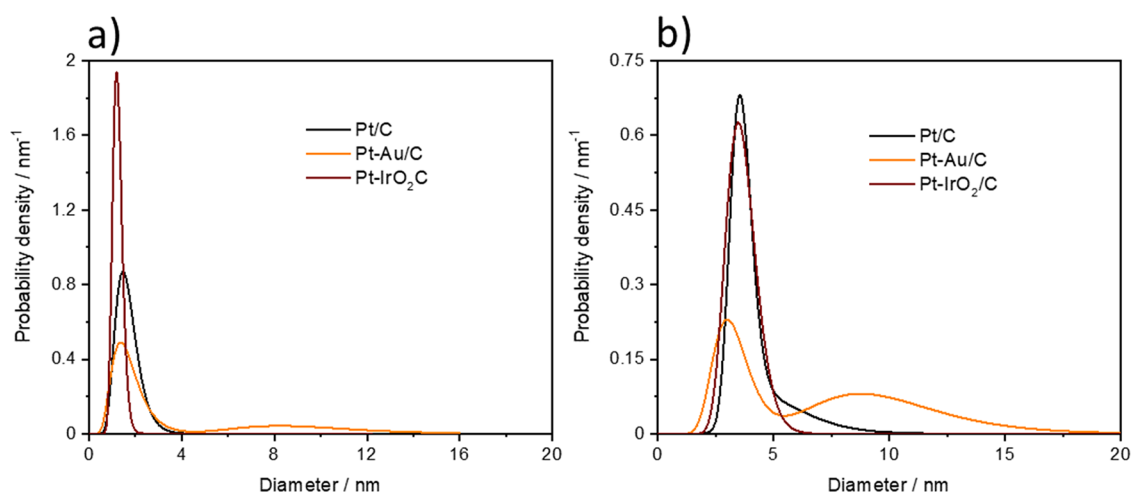 a)
2
1.6
1.2
0.8
0.4
0
Probability density / nm⁻¹
Pt/C
Pt-Au/C
Pt-IrO₂C
0 4 8 12 16 20
Diameter / nm
b)
0.75
0.6
0.45
0.3
0.15
0
Probability density / nm⁻¹
Pt/C
Pt-Au/C
Pt-IrO₂/C
0 5 10 15 20
Diameter / nm